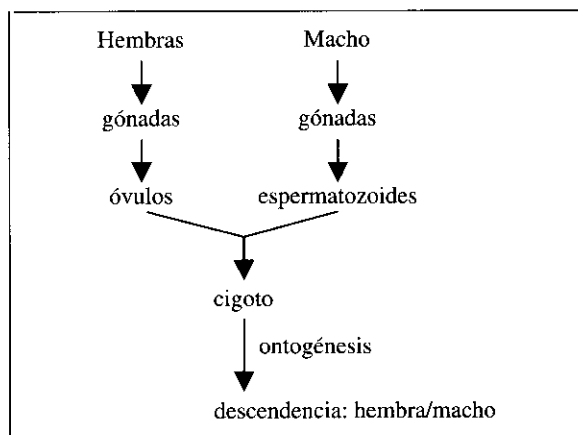 Hembras Macho
gónadas gónadas
óvulos espermatozoides
cigoto
ontogénesis
descendencia: hembra/macho